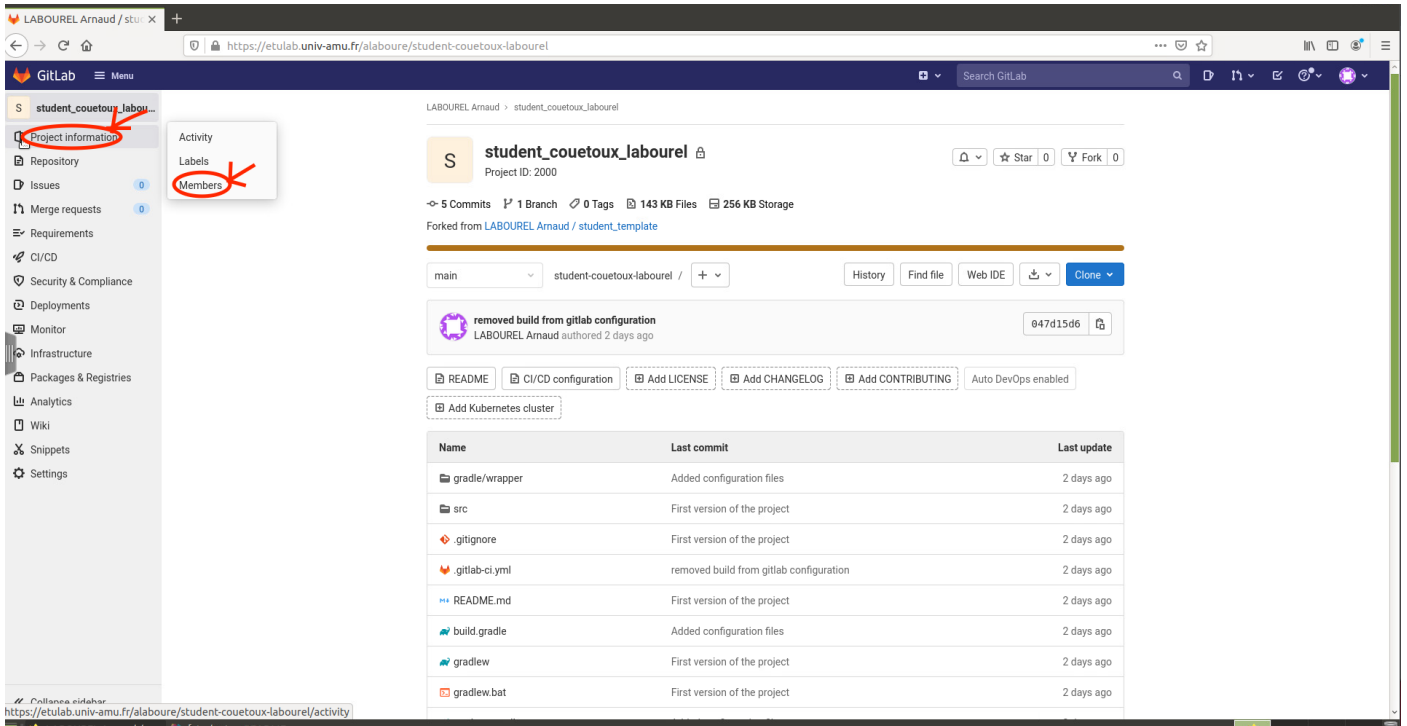 LABOUREL Arnaud / stuc
https://etulab.univ-amu.fr/alaboure/student-couetoux-labourel
GitLab Menu Search GitLab
S student_couetoux_labou...
Project information
Repository
Issues 0
Merge requests 0
Requirements
CI/CD
Security & Compliance
Deployments
Monitor
Infrastructure
Packages & Registries
Analytics
Wiki
Snippets
Settings
Collapse sidebar
https://etulab.univ-amu.fr/alaboure/student-couetoux-labourel/activity
Activity
Labels
Members
LABOUREL Arnaud > student_couetoux_labourel
S student_couetoux_labourel
Project ID: 2000
Star 0 Fork 0
5 Commits 1 Branch 0 Tags 143 KB Files 256 KB Storage
Forked from LABOUREL Arnaud / student_template
main student-couetoux-labourel / + History Find file Web IDE Clone
removed build from gitlab configuration
LABOUREL Arnaud authored 2 days ago
047d15d6
README CI/CD configuration Add LICENSE Add CHANGELOG Add CONTRIBUTING Auto DevOps enabled
Add Kubernetes cluster
Name Last commit Last update
gradle/wrapper Added configuration files 2 days ago
src First version of the project 2 days ago
.gitignore First version of the project 2 days ago
.gitlab-ci.yml removed build from gitlab configuration 2 days ago
README.md First version of the project 2 days ago
build.gradle Added configuration files 2 days ago
gradlew First version of the project 2 days ago
gradlew.bat First version of the project 2 days ago